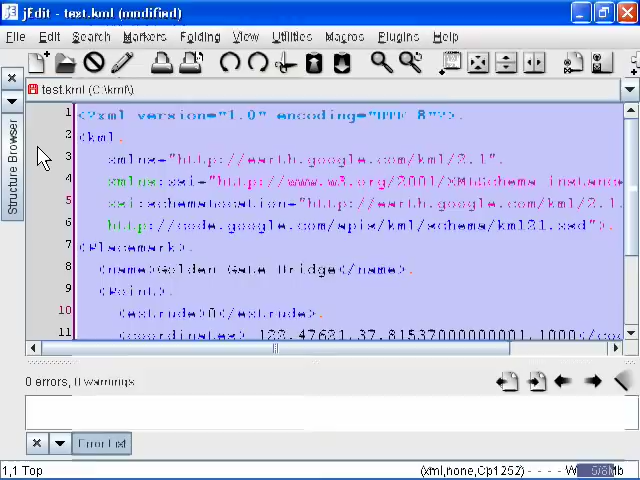 jEdit - test.kml (modified)
File Edit Search Markers Folding View Utilities Macros Plugins Help
test.kml (C:\kml\)
Structure Browser
1 <?xml version="1.0" encoding="UTF-8"?>.
2 <kml.
3 xmlns="http://earth.google.com/kml/2.1".
4 xmlns:xsi="http://www.w3.org/2001/XMLSchema-instance
5 xsi:schemaLocation="http://earth.google.com/kml/2.1.
6 http://code.google.com/apis/kml/schema/kml21.xsd">.
7 <Placemark>.
8 <name>Golden Gate Bridge</name>.
9 <Point>.
10 <extrude>0</extrude>.
11 <coordinates>-122.47621,37.81537000000001,1000</coo
0 errors, 0 warnings
Error List
1,1 Top (xml,none,Cp1252) - - - - W 5/8Mb